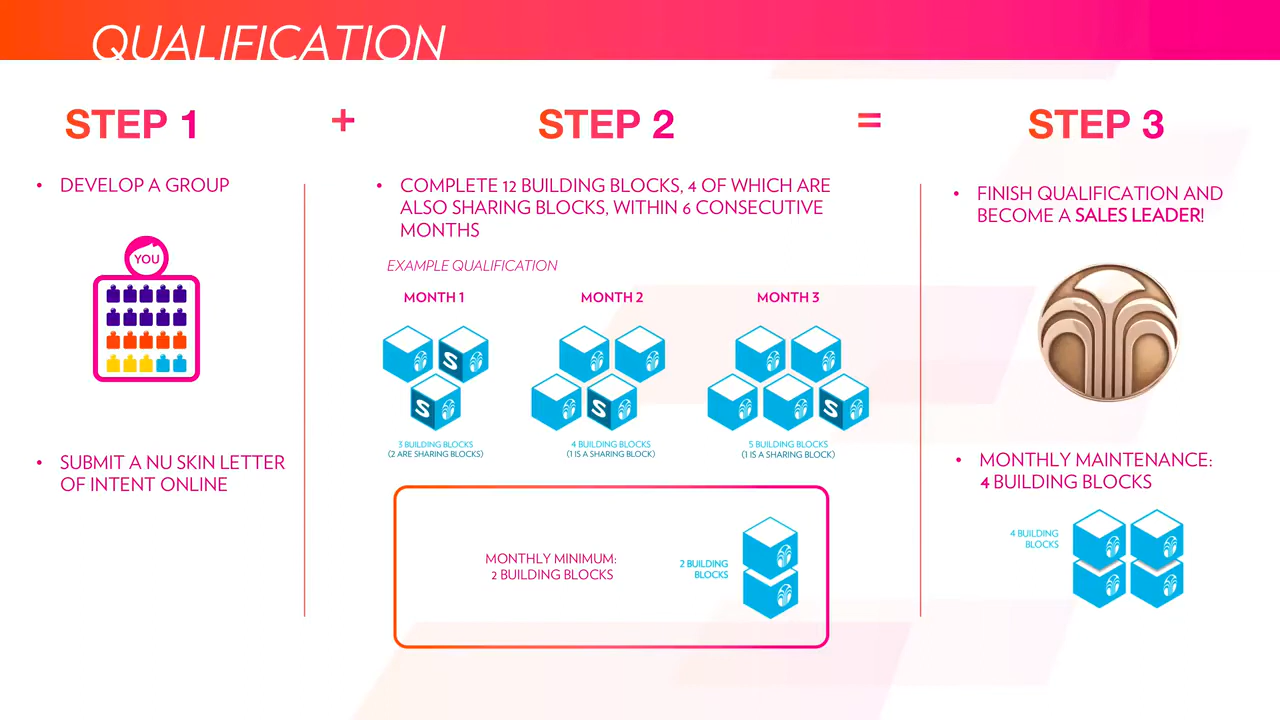 QUALIFICATION
STEP 1
+
STEP 2
=
STEP 3
• DEVELOP A GROUP
YOU
• SUBMIT A NU SKIN LETTER
OF INTENT ONLINE
• COMPLETE 12 BUILDING BLOCKS, 4 OF WHICH ARE
ALSO SHARING BLOCKS, WITHIN 6 CONSECUTIVE
MONTHS
EXAMPLE QUALIFICATION
MONTH 1
MONTH 2
MONTH 3
S
S
S
S
3 BUILDING BLOCKS
(2 ARE SHARING BLOCKS)
4 BUILDING BLOCKS
(1 IS A SHARING BLOCK)
5 BUILDING BLOCKS
(1 IS A SHARING BLOCK)
MONTHLY MINIMUM:
2 BUILDING BLOCKS
2 BUILDING
BLOCKS
• FINISH QUALIFICATION AND
BECOME A SALES LEADER!
• MONTHLY MAINTENANCE:
4 BUILDING BLOCKS
4 BUILDING
BLOCKS